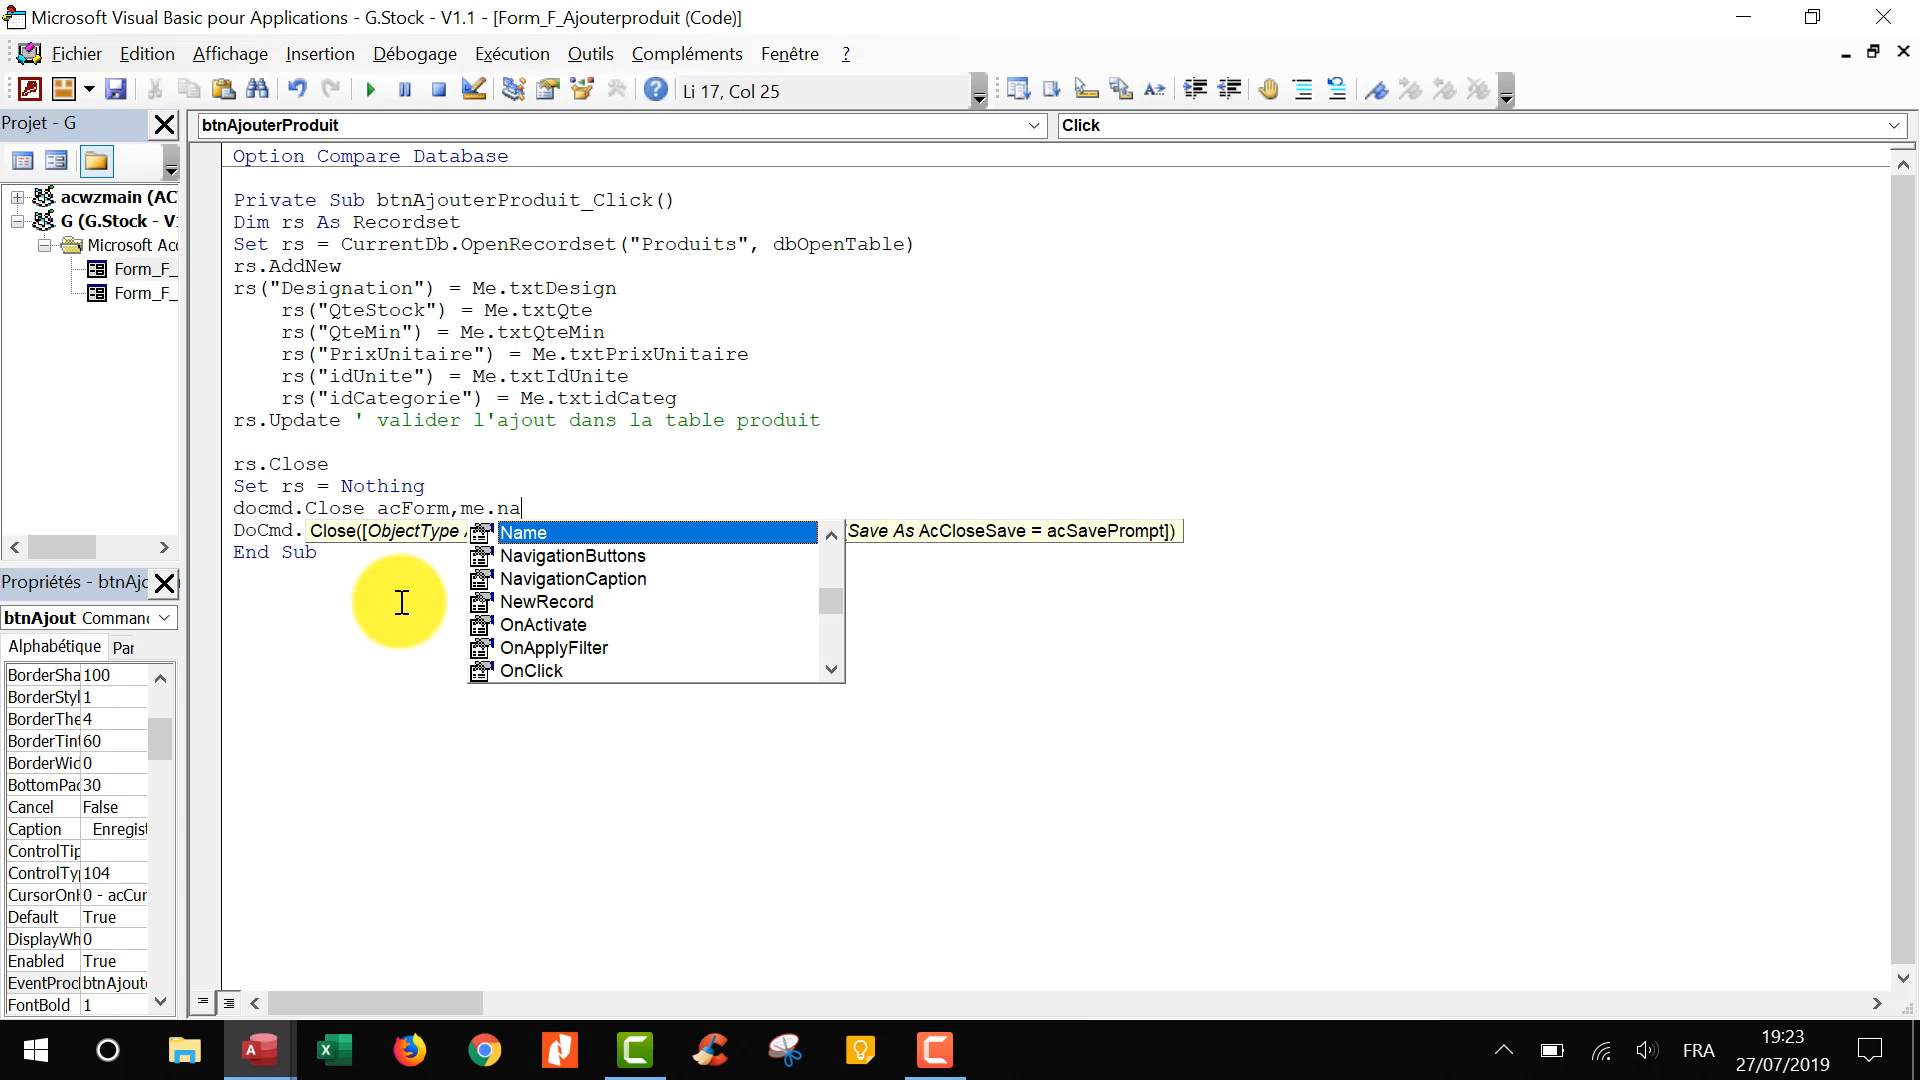 Microsoft Visual Basic pour Applications - G.Stock - V1.1 - [Form_F_Ajouterproduit (Code)]
Fichier Edition Affichage Insertion Débogage Exécution Outils Compléments Fenêtre ?
Li 17, Col 25
Projet - G
btnAjouterProduit
Click
acwzmain (AC
G (G.Stock - V
Microsoft Acc
Form_F_
Form_F_
Option Compare Database
Private Sub btnAjouterProduit_Click()
Dim rs As Recordset
Set rs = CurrentDb.OpenRecordset("Produits", dbOpenTable)
rs.AddNew
rs("Designation") = Me.txtDesign
rs("QteStock") = Me.txtQte
rs("QteMin") = Me.txtQteMin
rs("PrixUnitaire") = Me.txtPrixUnitaire
rs("idUnite") = Me.txtIdUnite
rs("idCategorie") = Me.txtidCateg
rs.Update ' valider l'ajout dans la table produit
rs.Close
Set rs = Nothing
docmd.Close acForm,me.na
DoCmd.
Close([ObjectType
Save As AcCloseSave = acSavePrompt])
End Sub
Name
NavigationButtons
NavigationCaption
NewRecord
OnActivate
OnApplyFilter
OnClick
Propriétés - btnAjo
btnAjout Command
Alphabétique Par
BorderSha 100
BorderStyl 1
BorderThe 4
BorderTint 60
BorderWid 0
BottomPad 30
Cancel False
Caption Enregist
ControlTip
ControlTy 104
CursorOnH 0 - acCur
Default True
DisplayWh 0
Enabled True
EventProc btnAjout
FontBold 1
FRA
19:23
27/07/2019